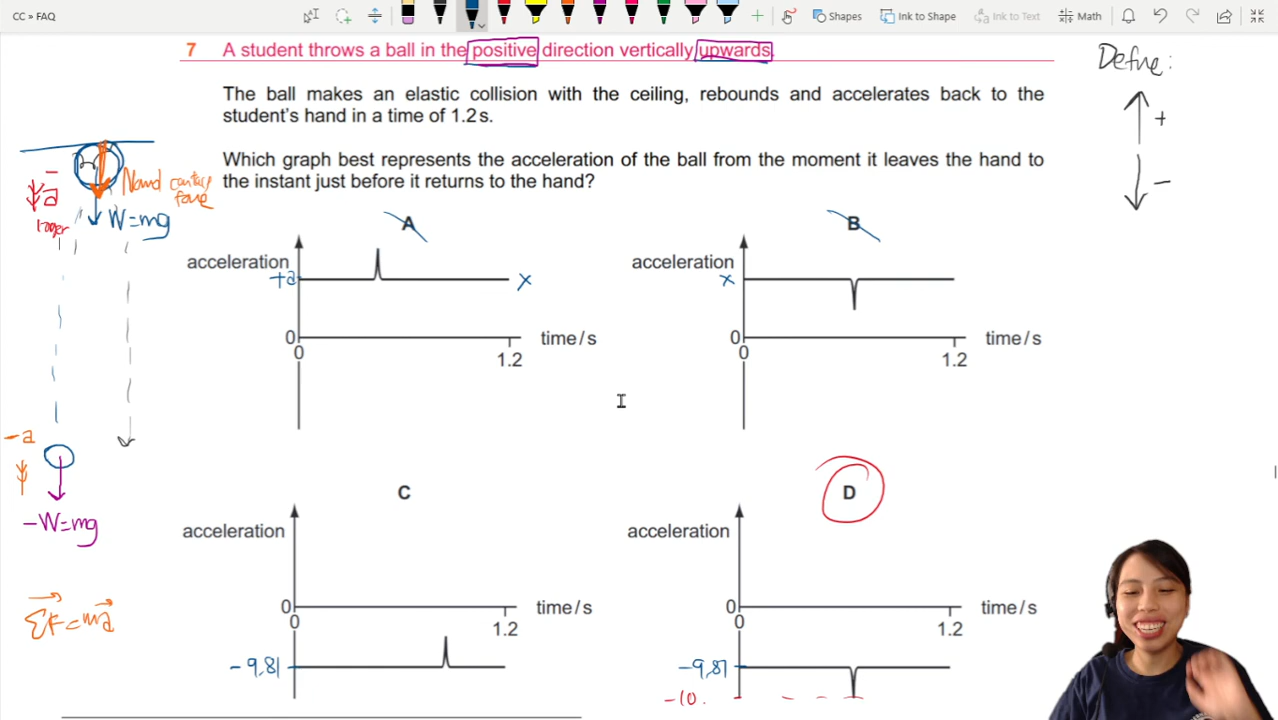 CC » FAQ
Shapes
Ink to Shape
Ink to Text
Math
7 A student throws a ball in the positive direction vertically upwards.
The ball makes an elastic collision with the ceiling, rebounds and accelerates back to the
student's hand in a time of 1.2 s.
Which graph best represents the acceleration of the ball from the moment it leaves the hand to
the instant just before it returns to the hand?
Define:
+
−
W=mg
−a
−W=mg
ΣF=ma
A
acceleration
+a
x
0
0
time / s
1.2
B
acceleration
x
0
0
time / s
1.2
C
acceleration
0
0
time / s
1.2
−9.81
D
acceleration
0
0
time / s
1.2
−9.81
−10.